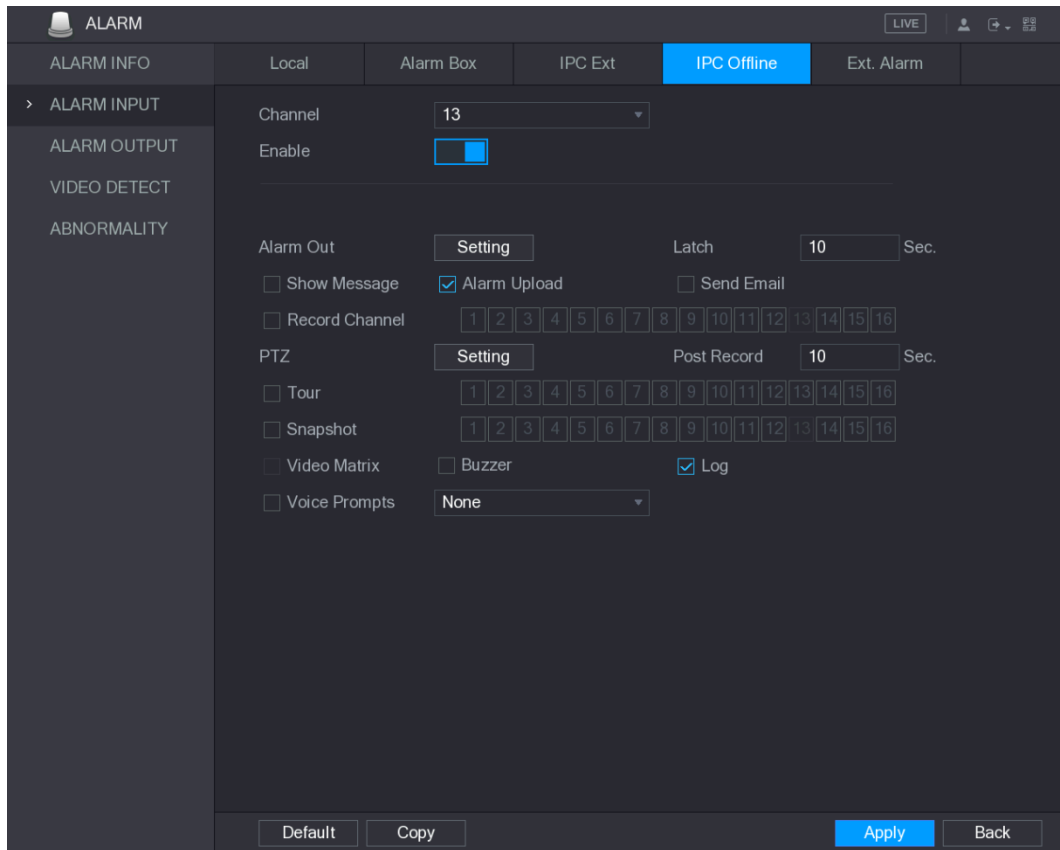 ALARM LIVE
ALARM INFO
ALARM INPUT
ALARM OUTPUT
VIDEO DETECT
ABNORMALITY
Local Alarm Box IPC Ext IPC Offline Ext. Alarm
Channel 13
Enable
Alarm Out Setting Latch 10 Sec.
Show Message Alarm Upload Send Email
Record Channel 1 2 3 4 5 6 7 8 9 10 11 12 13 14 15 16
PTZ Setting Post Record 10 Sec.
Tour 1 2 3 4 5 6 7 8 9 10 11 12 13 14 15 16
Snapshot 1 2 3 4 5 6 7 8 9 10 11 12 13 14 15 16
Video Matrix Buzzer Log
Voice Prompts None
Default Copy Apply Back